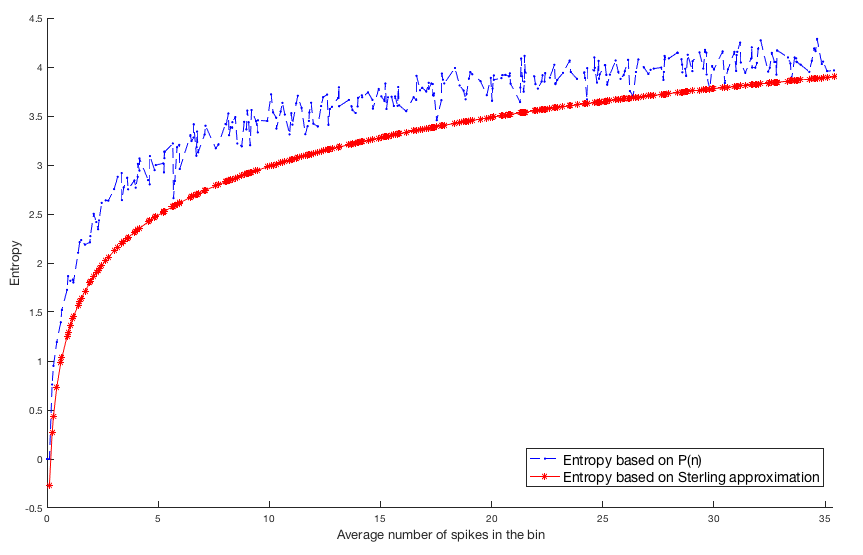 4.5
4
3.5
3
2.5
2
1.5
1
0.5
0
-0.5
Entropy
0 5 10 15 20 25 30 35
Average number of spikes in the bin
Entropy based on P(n)
Entropy based on Sterling approximation